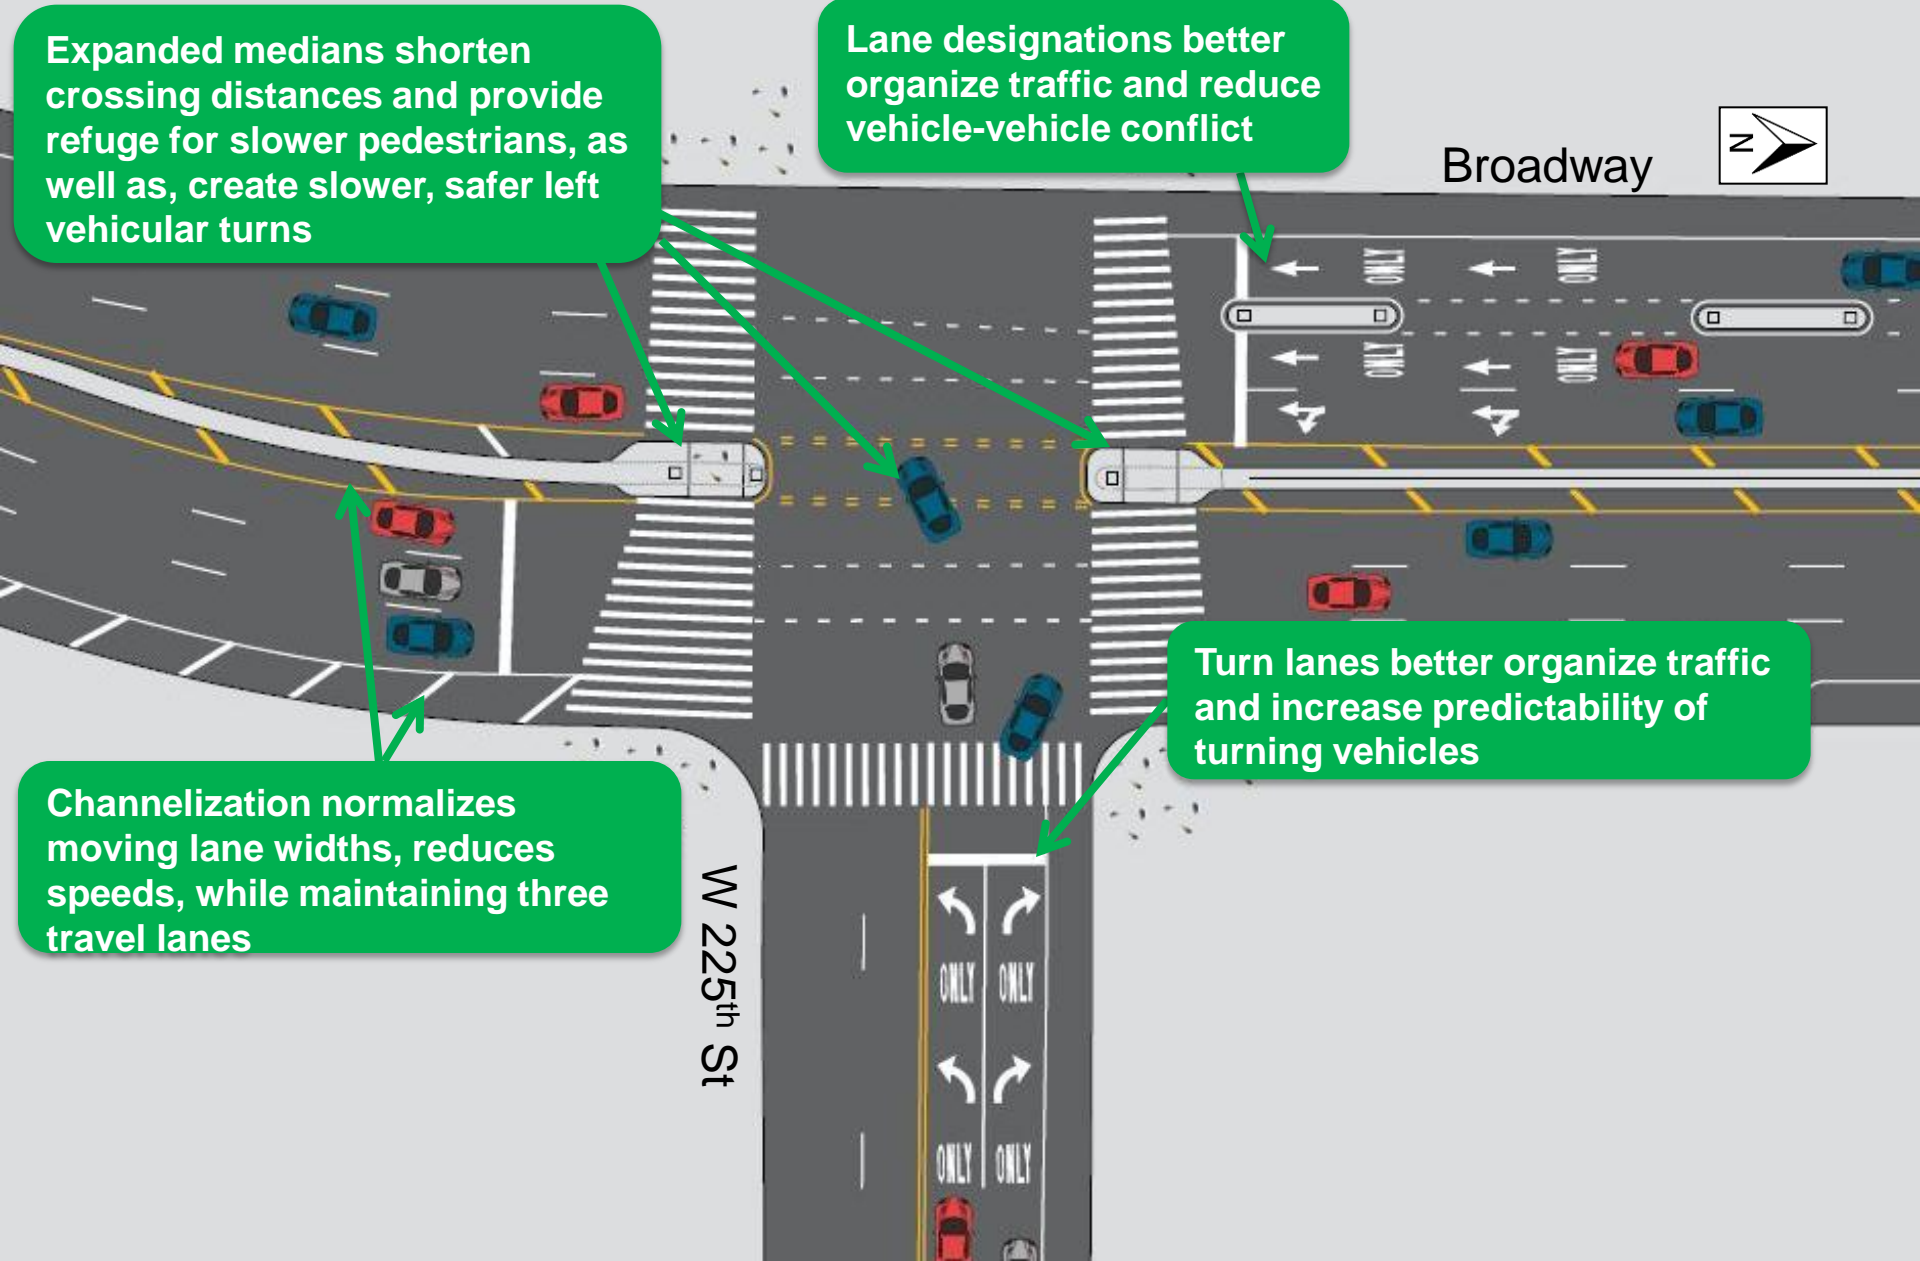 Expanded medians shorten
crossing distances and provide
refuge for slower pedestrians, as
well as, create slower, safer left
vehicular turns
Lane designations better
organize traffic and reduce
vehicle-vehicle conflict
Broadway
N
ONLY
ONLY
ONLY
ONLY
Turn lanes better organize traffic
and increase predictability of
turning vehicles
Channelization normalizes
moving lane widths, reduces
speeds, while maintaining three
travel lanes
W 225th St
ONLY ONLY
ONLY ONLY